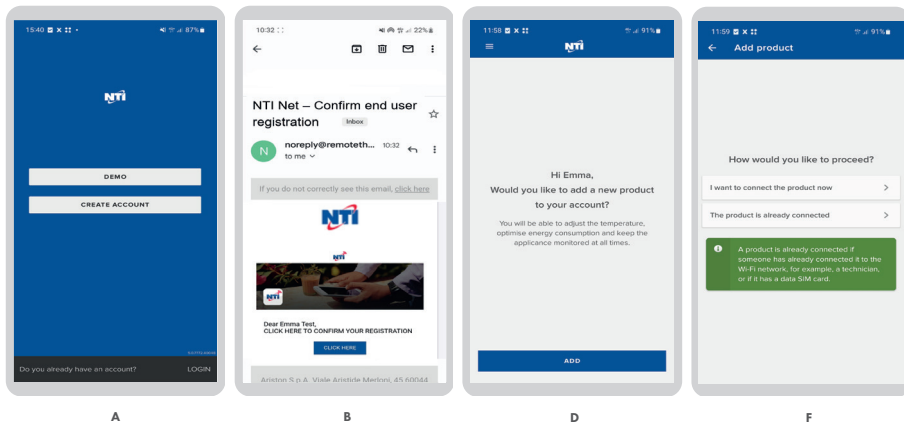 15:40
87%
NTI
DEMO
CREATE ACCOUNT
Do you already have an account?
LOGIN
A
10:32
22%
NTI Net – Confirm end user
registration
Inbox
N
noreply@remoteth...
10:32
to me
If you do not correctly see this email, click here
NTI
NTI
NTI
Dear Emma Test,
CLICK HERE TO CONFIRM YOUR REGISTRATION
CLICK HERE
Ariston S.p.A. Viale Aristide Merloni, 45 60044
B
11:58
91%
NTI
Hi Emma,
Would you like to add a new product
to your account?
You will be able to adjust the temperature,
optimise energy consumption and keep the
applicance monitored at all times.
ADD
D
11:59
91%
Add product
How would you like to proceed?
I want to connect the product now
The product is already connected
A product is already connected if
someone has already connected it to the
Wi-Fi network, for example, a technician,
or if it has a data SIM card.
F